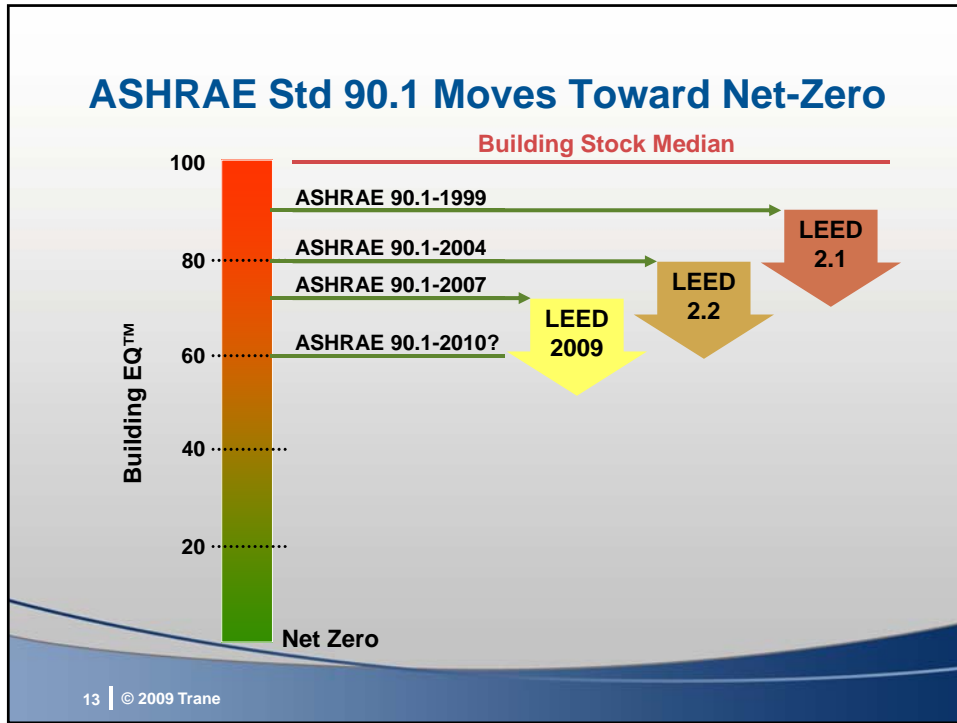 ASHRAE Std 90.1 Moves Toward Net-Zero
Building Stock Median
100
ASHRAE 90.1-1999
LEED
2.1
80
ASHRAE 90.1-2004
LEED
2.2
ASHRAE 90.1-2007
LEED
2009
60
ASHRAE 90.1-2010?
Building EQ™
40
20
Net Zero
13 | © 2009 Trane